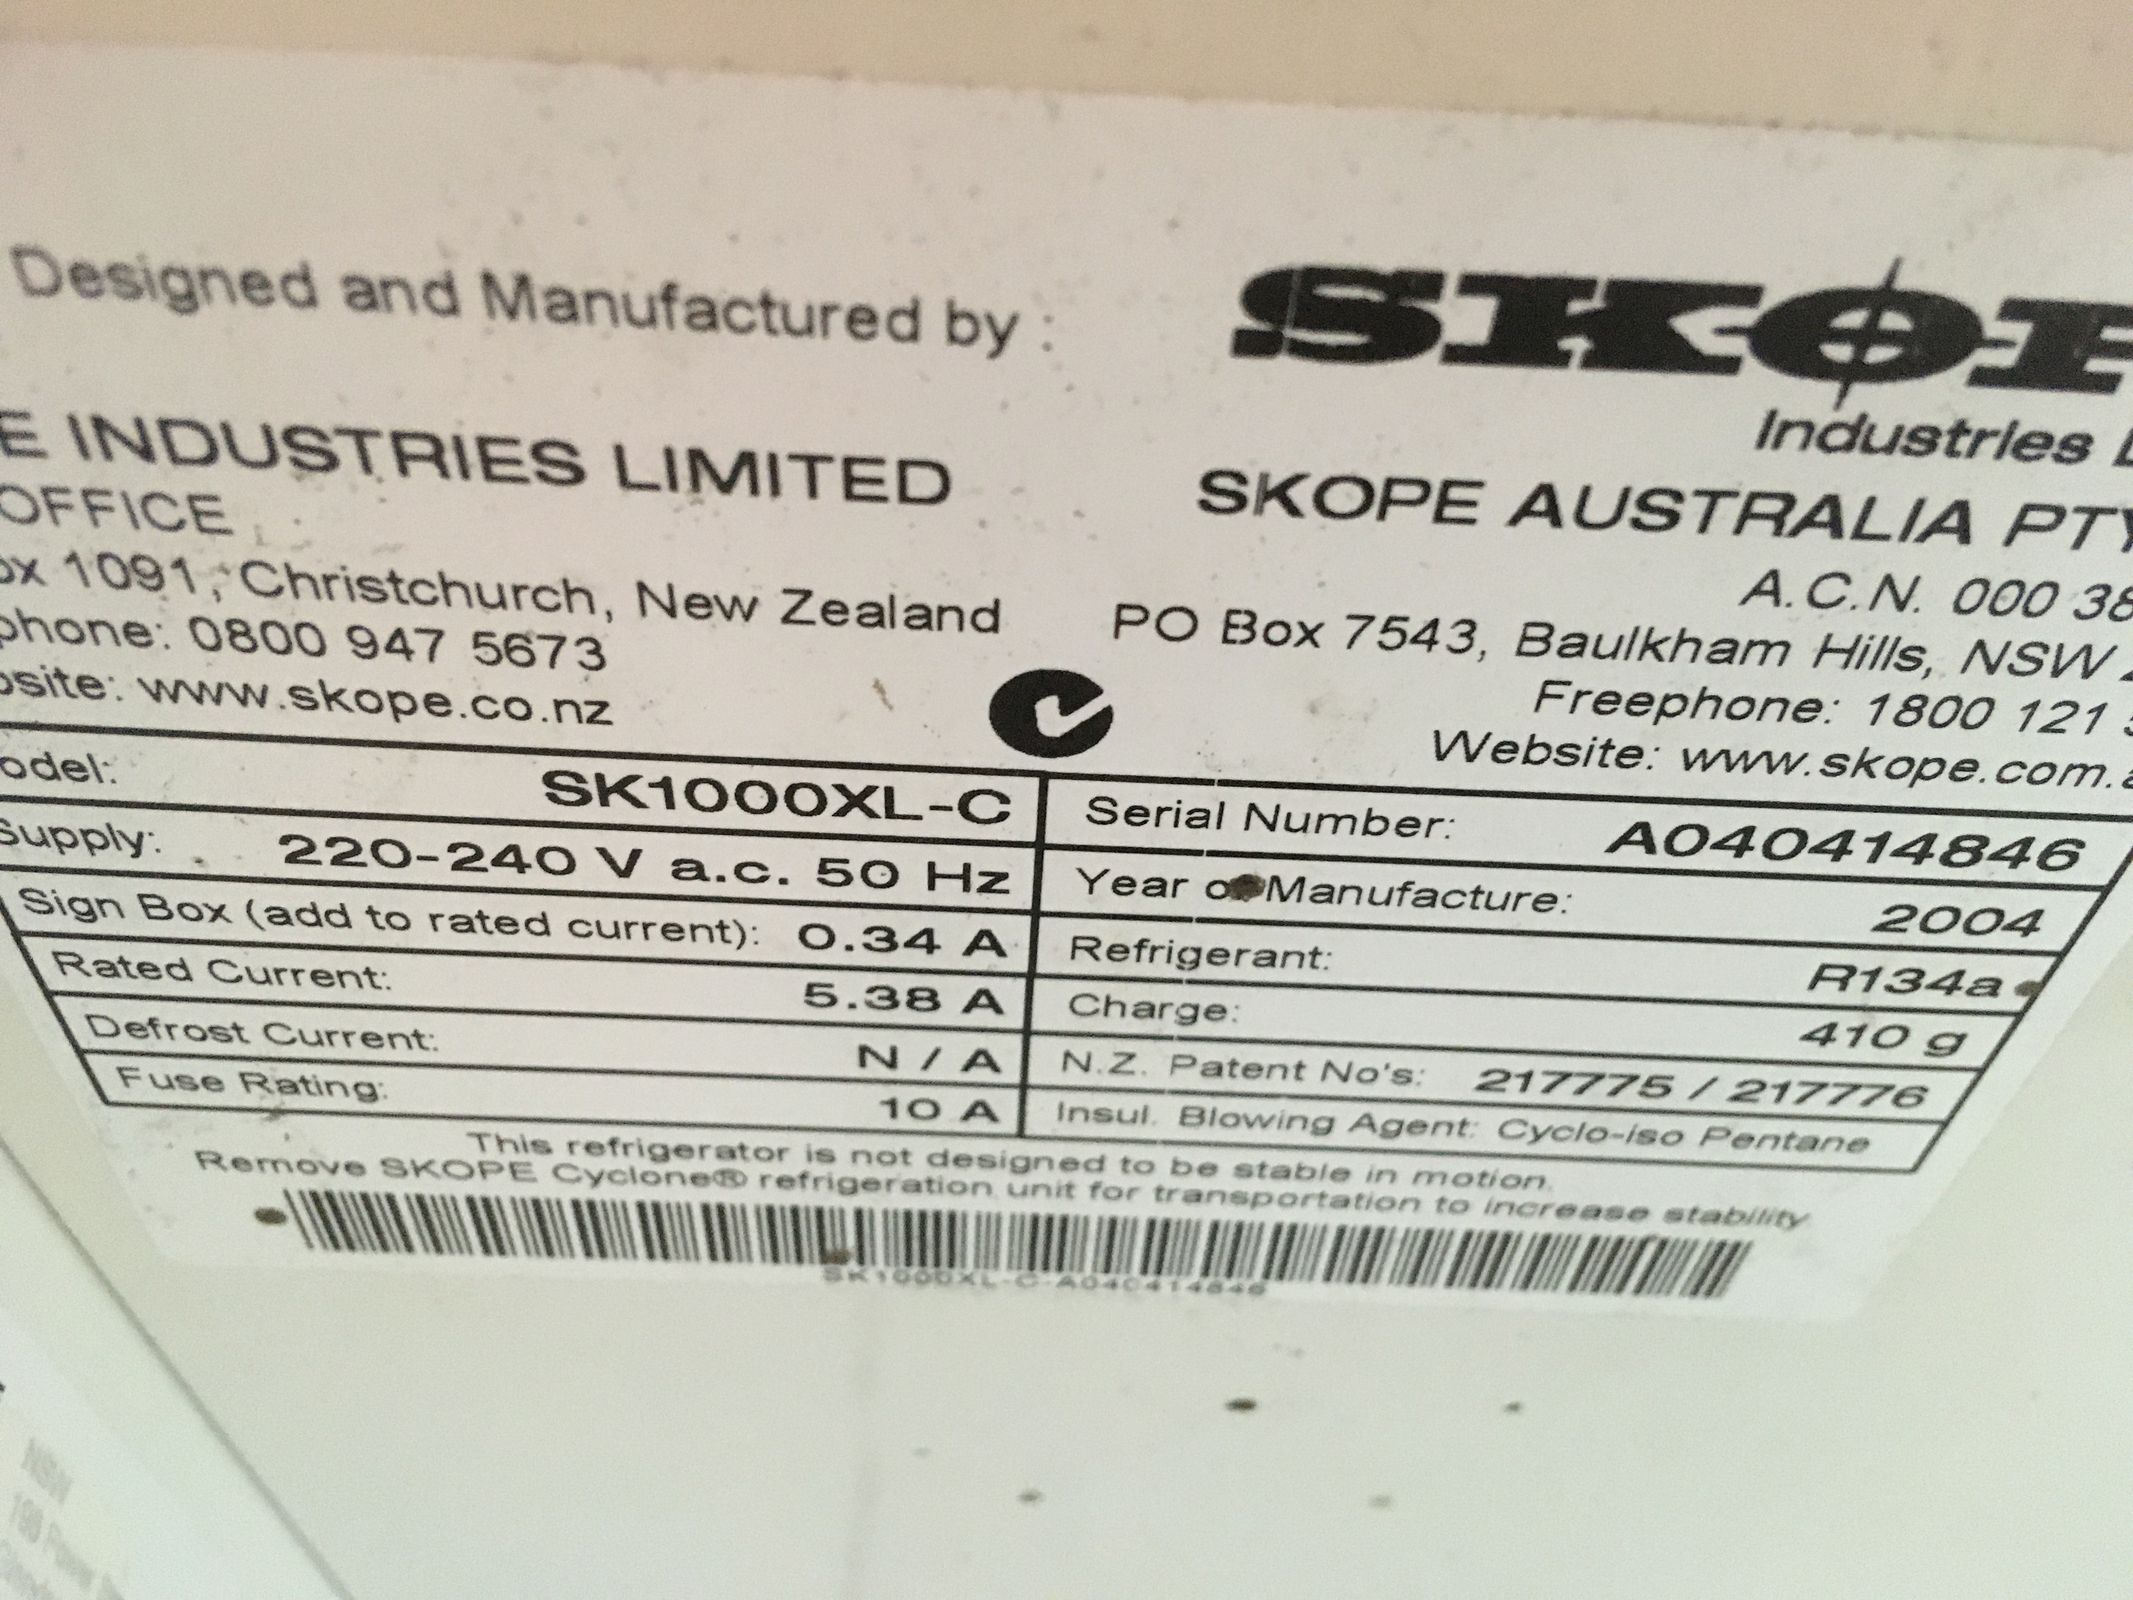 Designed and Manufactured by :
SKOP
Industries
E INDUSTRIES LIMITED
OFFICE
ox 1091, Christchurch, New Zealand
phone: 0800 947 5673
osite: www.skope.co.nz
SKOPE AUSTRALIA PTY
A.C.N. 000 38
PO Box 7543, Baulkham Hills, NSW
Freephone: 1800 121
Website: www.skope.com.a
odel: SK1000XL-C
Serial Number: A040414846
Supply: 220-240 V a.c. 50 Hz
Year of Manufacture: 2004
Sign Box (add to rated current): 0.34 A
Refrigerant: R134a
Rated Current: 5.38 A
Charge: 410 g
Defrost Current: N / A
N.Z. Patent No's: 217775 / 217776
Fuse Rating: 10 A
Insul. Blowing Agent: Cyclo-iso Pentane
This refrigerator is not designed to be stable in motion.
Remove SKOPE Cyclone® refrigeration unit for transportation to increase stability
SK1000XL-C-A040414846
NSW